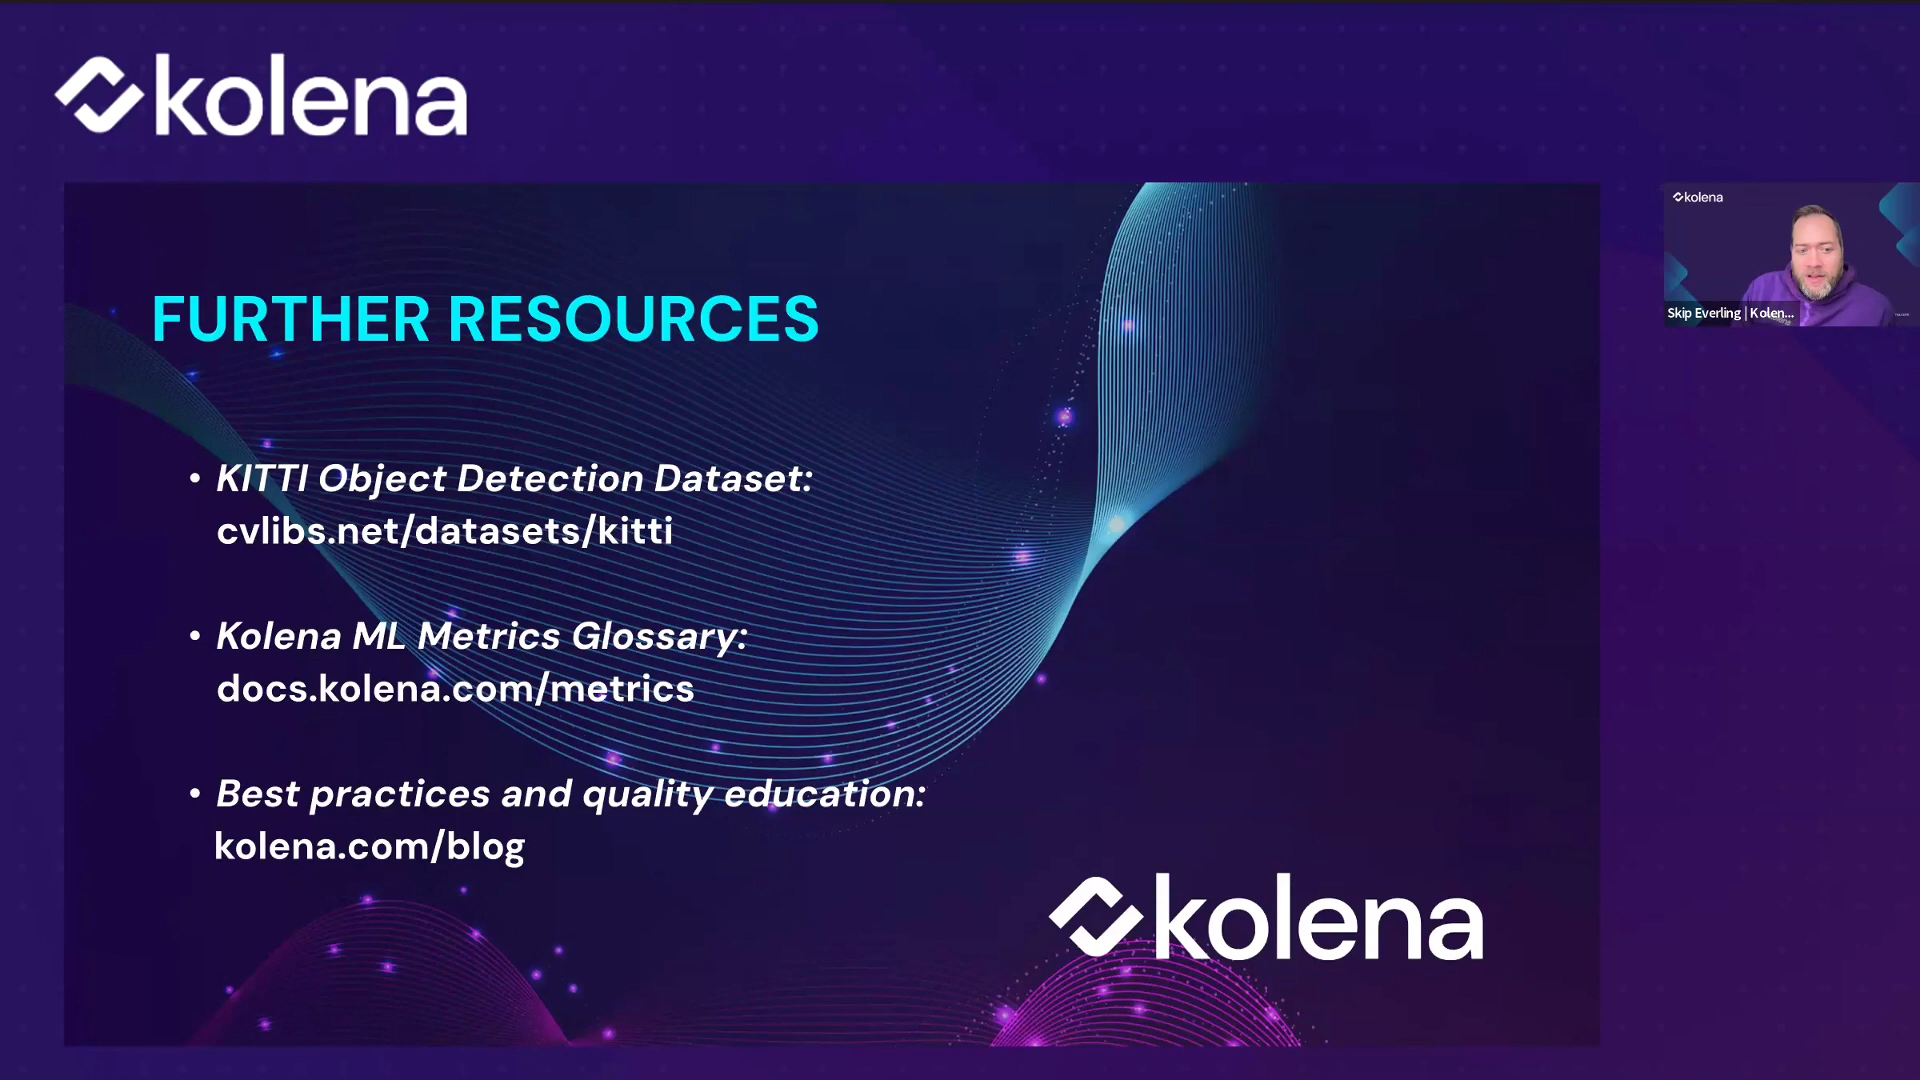 kolena
kolena
Skip Everling | Kolen...
FURTHER RESOURCES
• KITTI Object Detection Dataset:
cvlibs.net/datasets/kitti
• Kolena ML Metrics Glossary:
docs.kolena.com/metrics
• Best practices and quality education:
kolena.com/blog
kolena